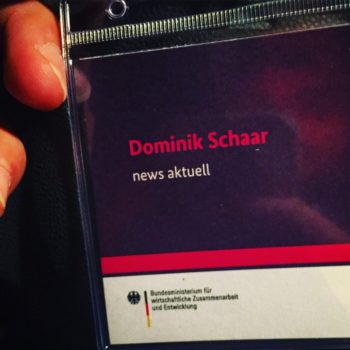 Dominik Schaar
news aktuell
Bundesministerium für
wirtschaftliche Zusammenarbeit
und Entwicklung